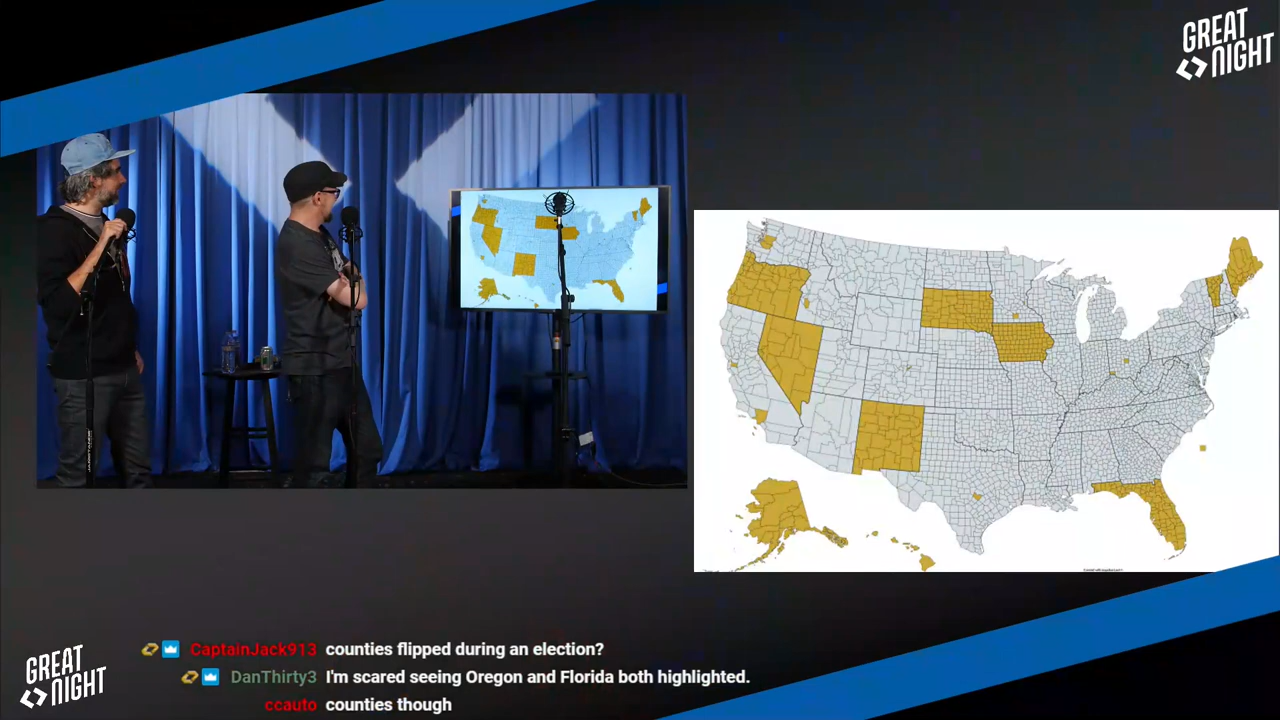 GREAT
NIGHT
GREAT
NIGHT
CaptainJack913 counties flipped during an election?
DanThirty3 I'm scared seeing Oregon and Florida both highlighted.
ccauto counties though